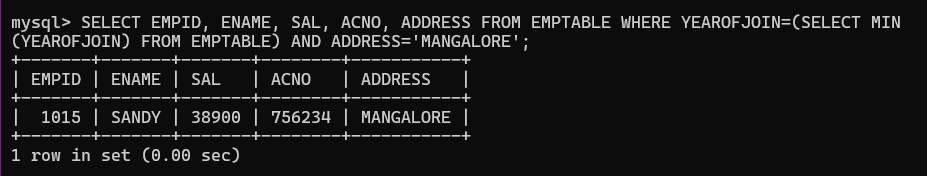 mysql> SELECT EMPID, ENAME, SAL, ACNO, ADDRESS FROM EMPTABLE WHERE YEAROFJOIN=(SELECT MIN
(YEAROFJOIN) FROM EMPTABLE) AND ADDRESS='MANGALORE';
+-------+-------+-------+--------+-----------+
| EMPID | ENAME | SAL   | ACNO   | ADDRESS   |
+-------+-------+-------+--------+-----------+
|  1015 | SANDY | 38900 | 756234 | MANGALORE |
+-------+-------+-------+--------+-----------+
1 row in set (0.00 sec)